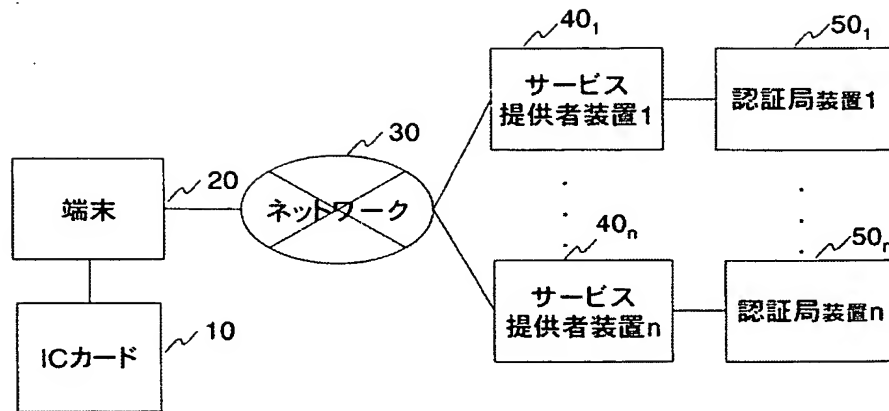 40₁
50₁
サービス
提供者装置1
認証局装置1
30
20
端末
ネットワーク
40ₙ
50ₙ
サービス
提供者装置n
認証局装置n
10
ICカード